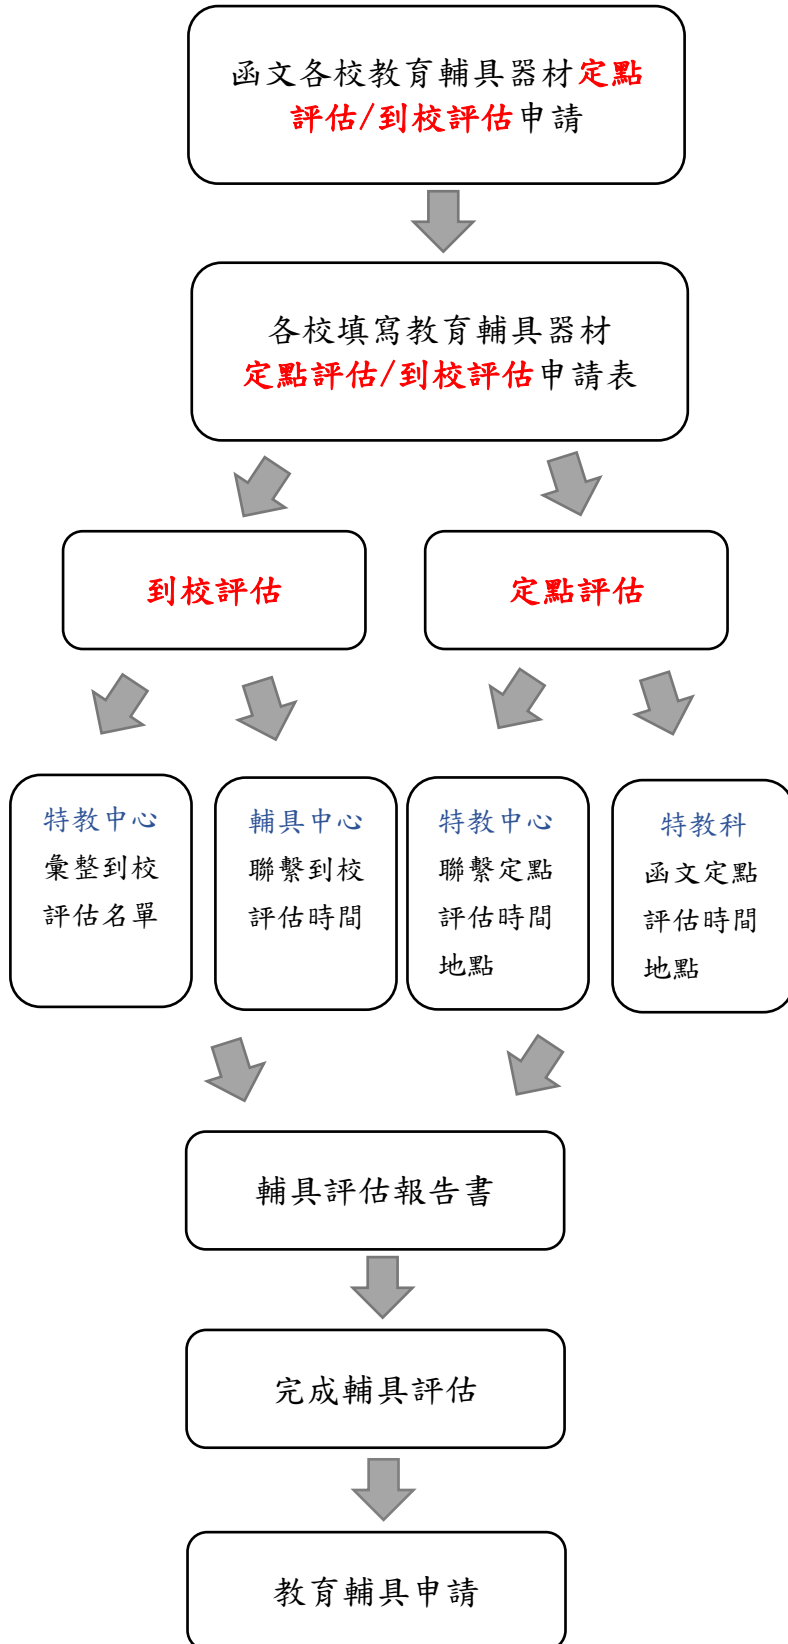 函文各校教育輔具器材定點
評估/到校評估申請
各校填寫教育輔具器材
定點評估/到校評估申請表
到校評估
定點評估
特教中心
彙整到校
評估名單
輔具中心
聯繫到校
評估時間
特教中心
聯繫定點
評估時間
地點
特教科
函文定點
評估時間
地點
輔具評估報告書
完成輔具評估
教育輔具申請